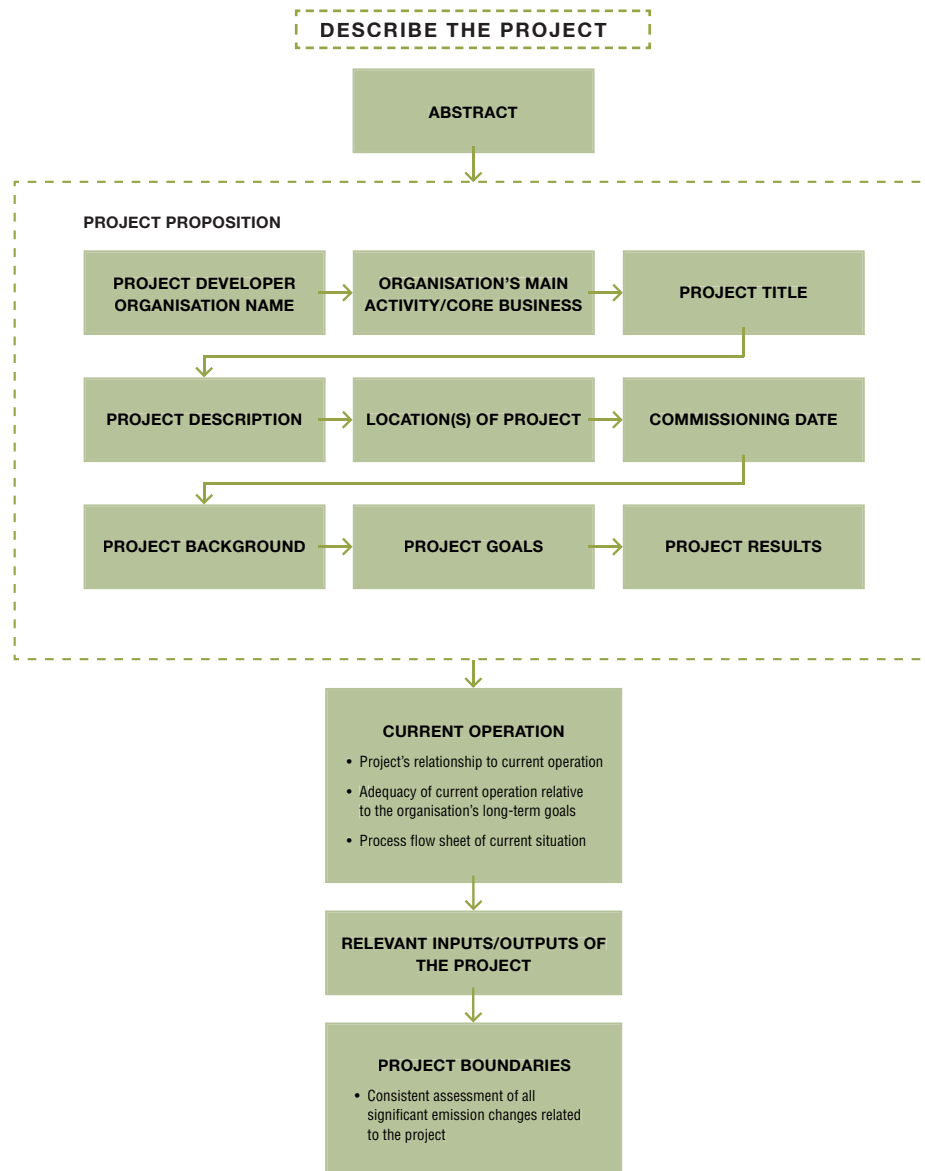 DESCRIBE THE PROJECT
ABSTRACT
PROJECT PROPOSITION
PROJECT DEVELOPER
ORGANISATION NAME
ORGANISATION’S MAIN
ACTIVITY/CORE BUSINESS
PROJECT TITLE
PROJECT DESCRIPTION
LOCATION(S) OF PROJECT
COMMISSIONING DATE
PROJECT BACKGROUND
PROJECT GOALS
PROJECT RESULTS
CURRENT OPERATION
• Project’s relationship to current operation
• Adequacy of current operation relative
to the organisation’s long-term goals
• Process flow sheet of current situation
RELEVANT INPUTS/OUTPUTS OF
THE PROJECT
PROJECT BOUNDARIES
• Consistent assessment of all
significant emission changes related
to the project